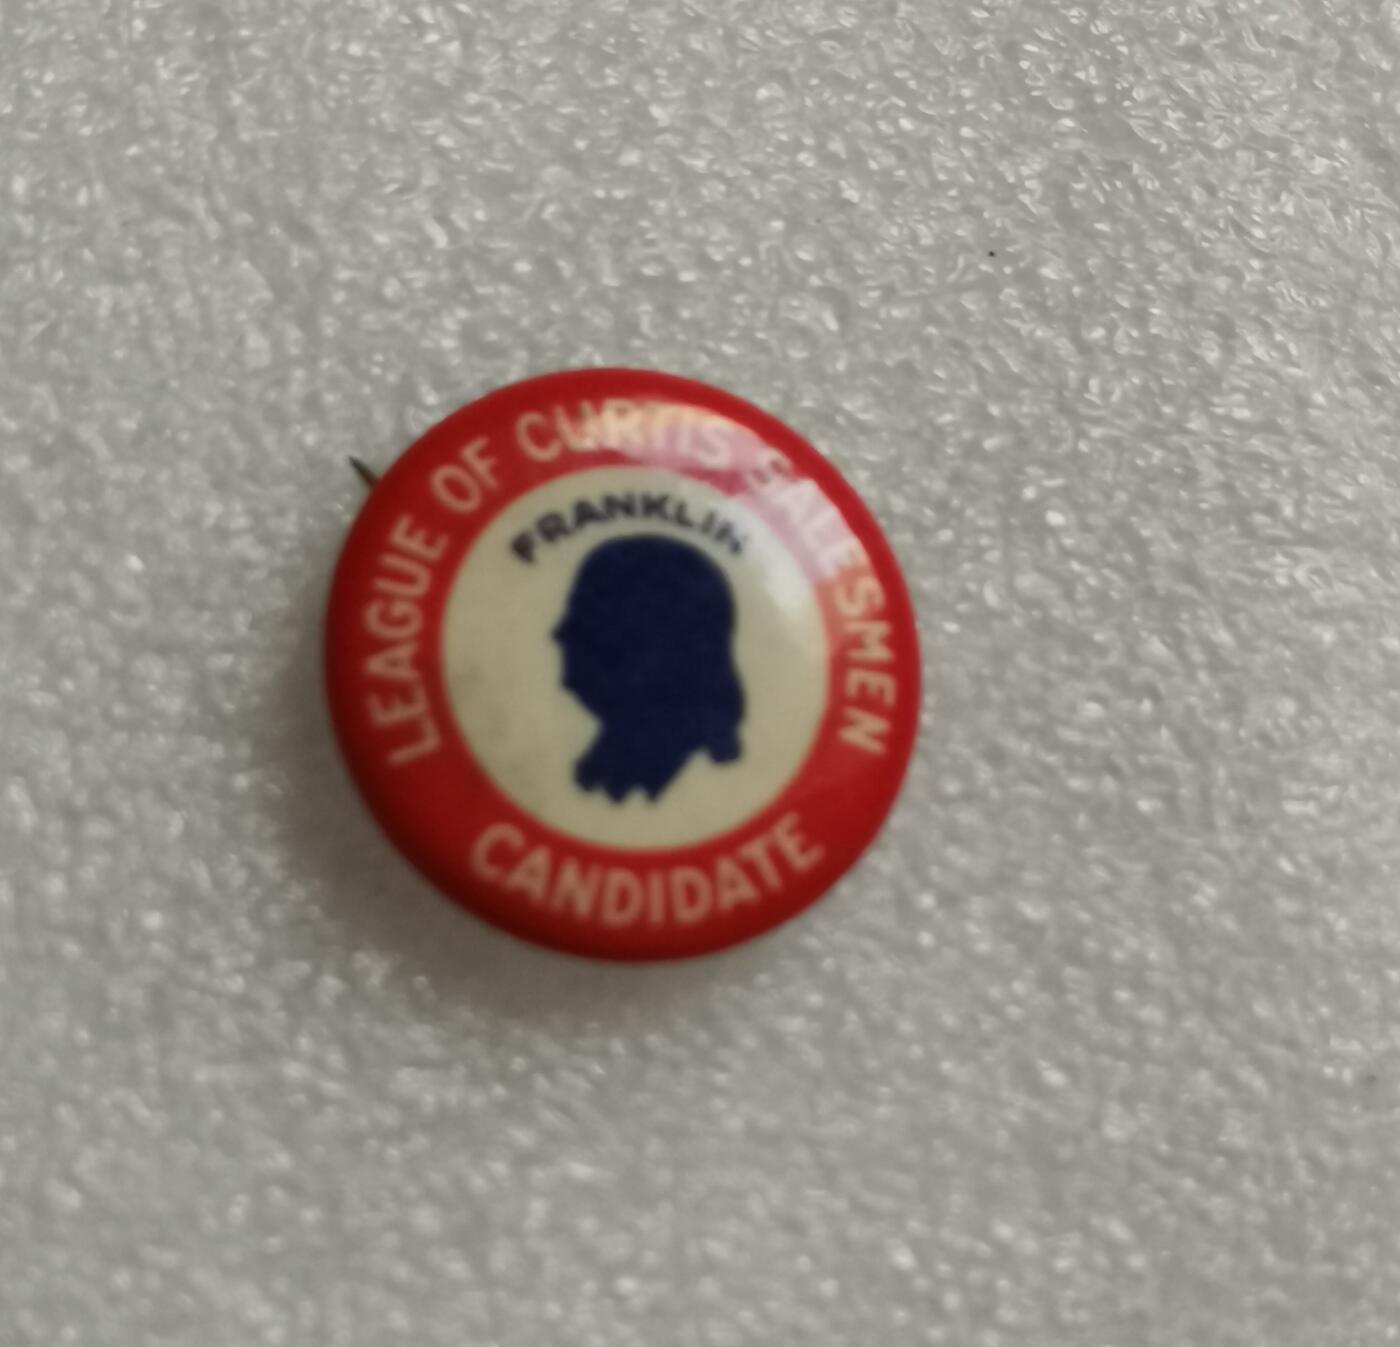 LEAGUE OF CURTIS SALESMEN
FRANKLIN
CANDIDATE